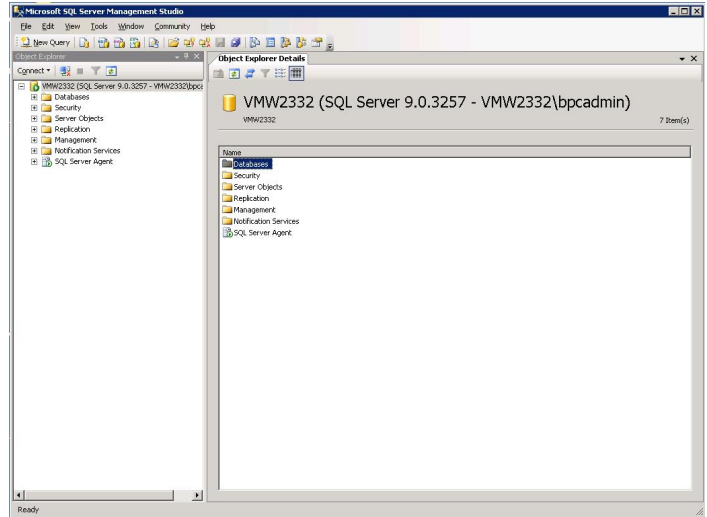 Microsoft SQL Server Management Studio
File Edit View Tools Window Community Help
New Query
Object Explorer
Connect
VMW2332 (SQL Server 9.0.3257 - VMW2332\bpca
Databases
Security
Server Objects
Replication
Management
Notification Services
SQL Server Agent
Object Explorer Details
VMW2332 (SQL Server 9.0.3257 - VMW2332\bpcadmin)
VMW2332
7 Item(s)
Name
Databases
Security
Server Objects
Replication
Management
Notification Services
SQL Server Agent
Ready